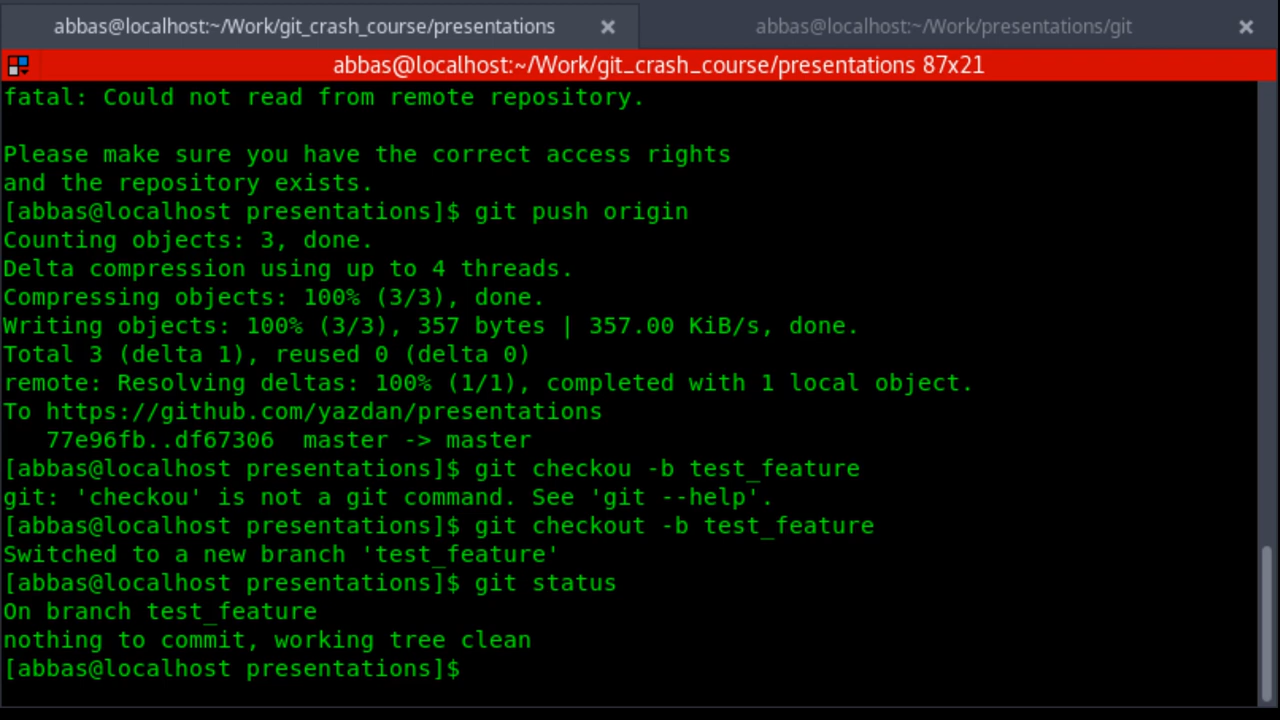 abbas@localhost:~/Work/git_crash_course/presentations
abbas@localhost:~/Work/presentations/git
abbas@localhost:~/Work/git_crash_course/presentations 87x21
fatal: Could not read from remote repository.
Please make sure you have the correct access rights
and the repository exists.
[abbas@localhost presentations]$ git push origin
Counting objects: 3, done.
Delta compression using up to 4 threads.
Compressing objects: 100% (3/3), done.
Writing objects: 100% (3/3), 357 bytes | 357.00 KiB/s, done.
Total 3 (delta 1), reused 0 (delta 0)
remote: Resolving deltas: 100% (1/1), completed with 1 local object.
To https://github.com/yazdan/presentations
   77e96fb..df67306  master -> master
[abbas@localhost presentations]$ git checkou -b test_feature
git: 'checkou' is not a git command. See 'git --help'.
[abbas@localhost presentations]$ git checkout -b test_feature
Switched to a new branch 'test_feature'
[abbas@localhost presentations]$ git status
On branch test_feature
nothing to commit, working tree clean
[abbas@localhost presentations]$